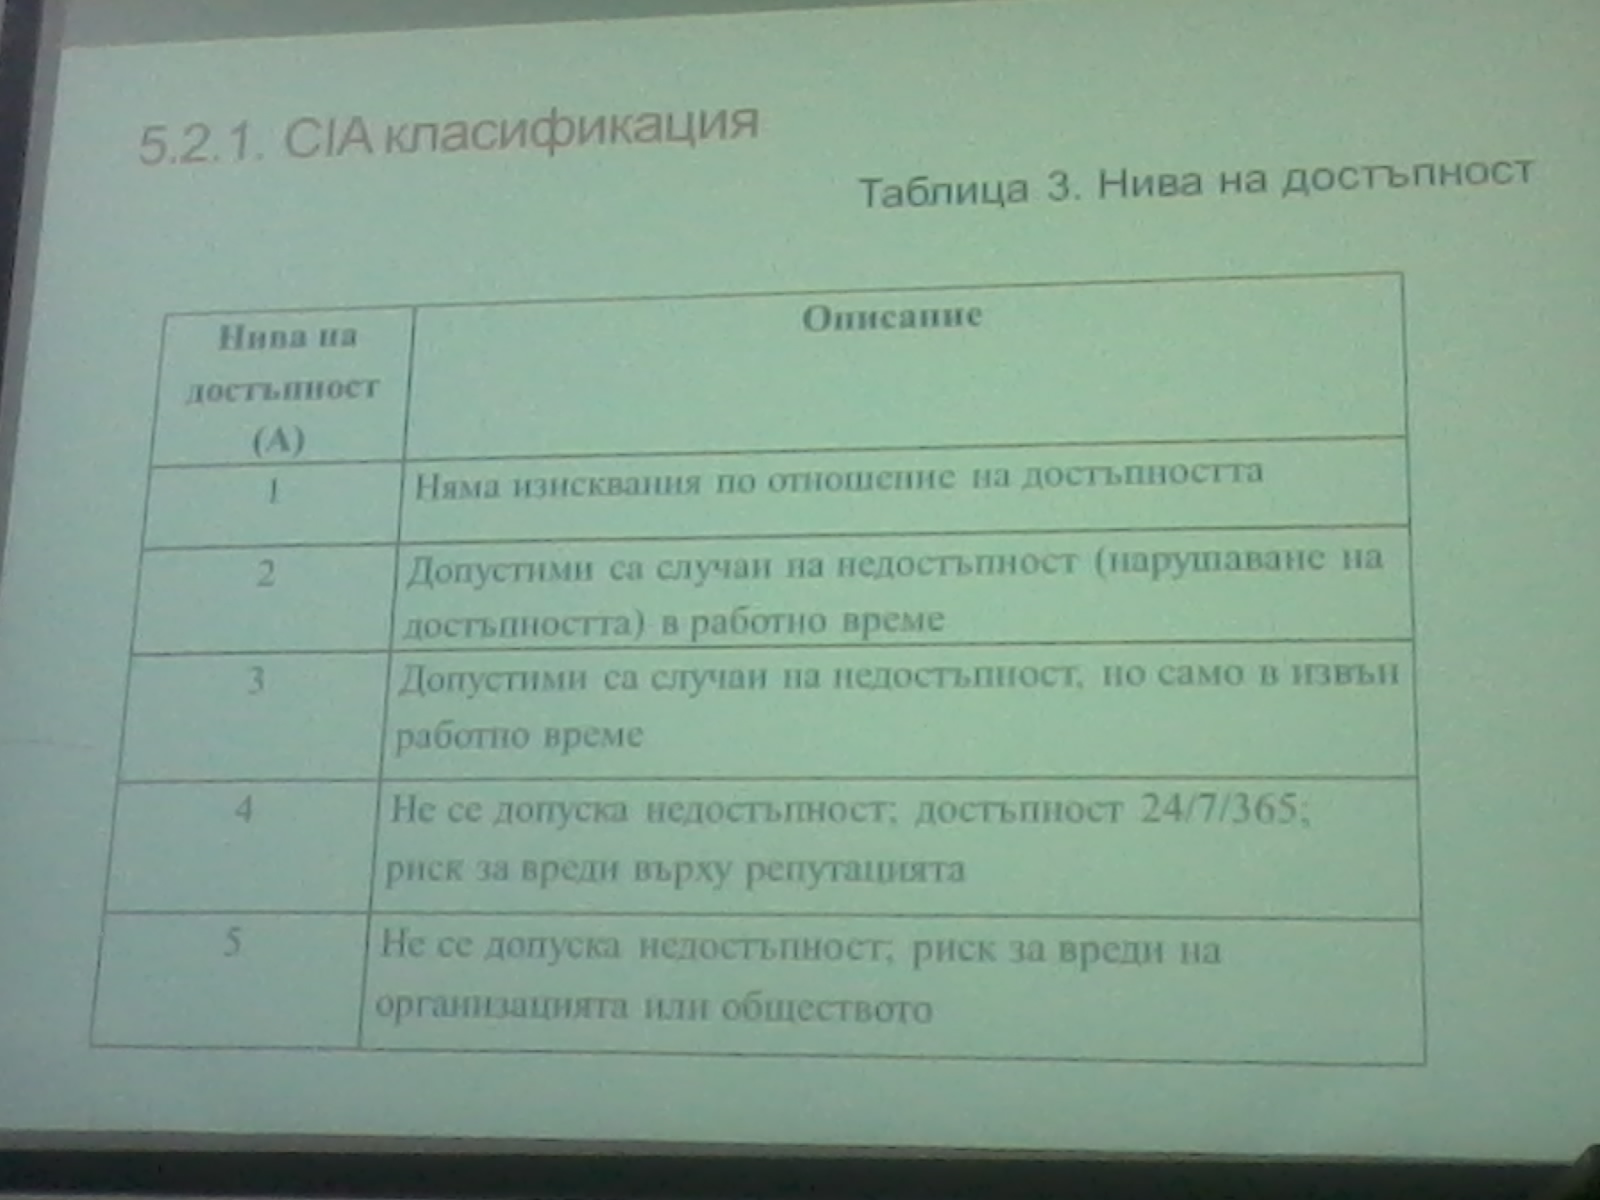 5.2.1. CIA класификация
Таблица 3. Нива на достъпност
Нива на
достъпност
(A)
Описание
1
Няма изисквания по отношение на достъпността
2
Допустими са случаи на недостъпност (нарушаване на
достъпността) в работно време
3
Допустими са случаи на недостъпност, но само в извън
работно време
4
Не се допуска недостъпност; достъпност 24/7/365;
риск за вреди върху репутацията
5
Не се допуска недостъпност; риск за вреди на
организацията или обществото